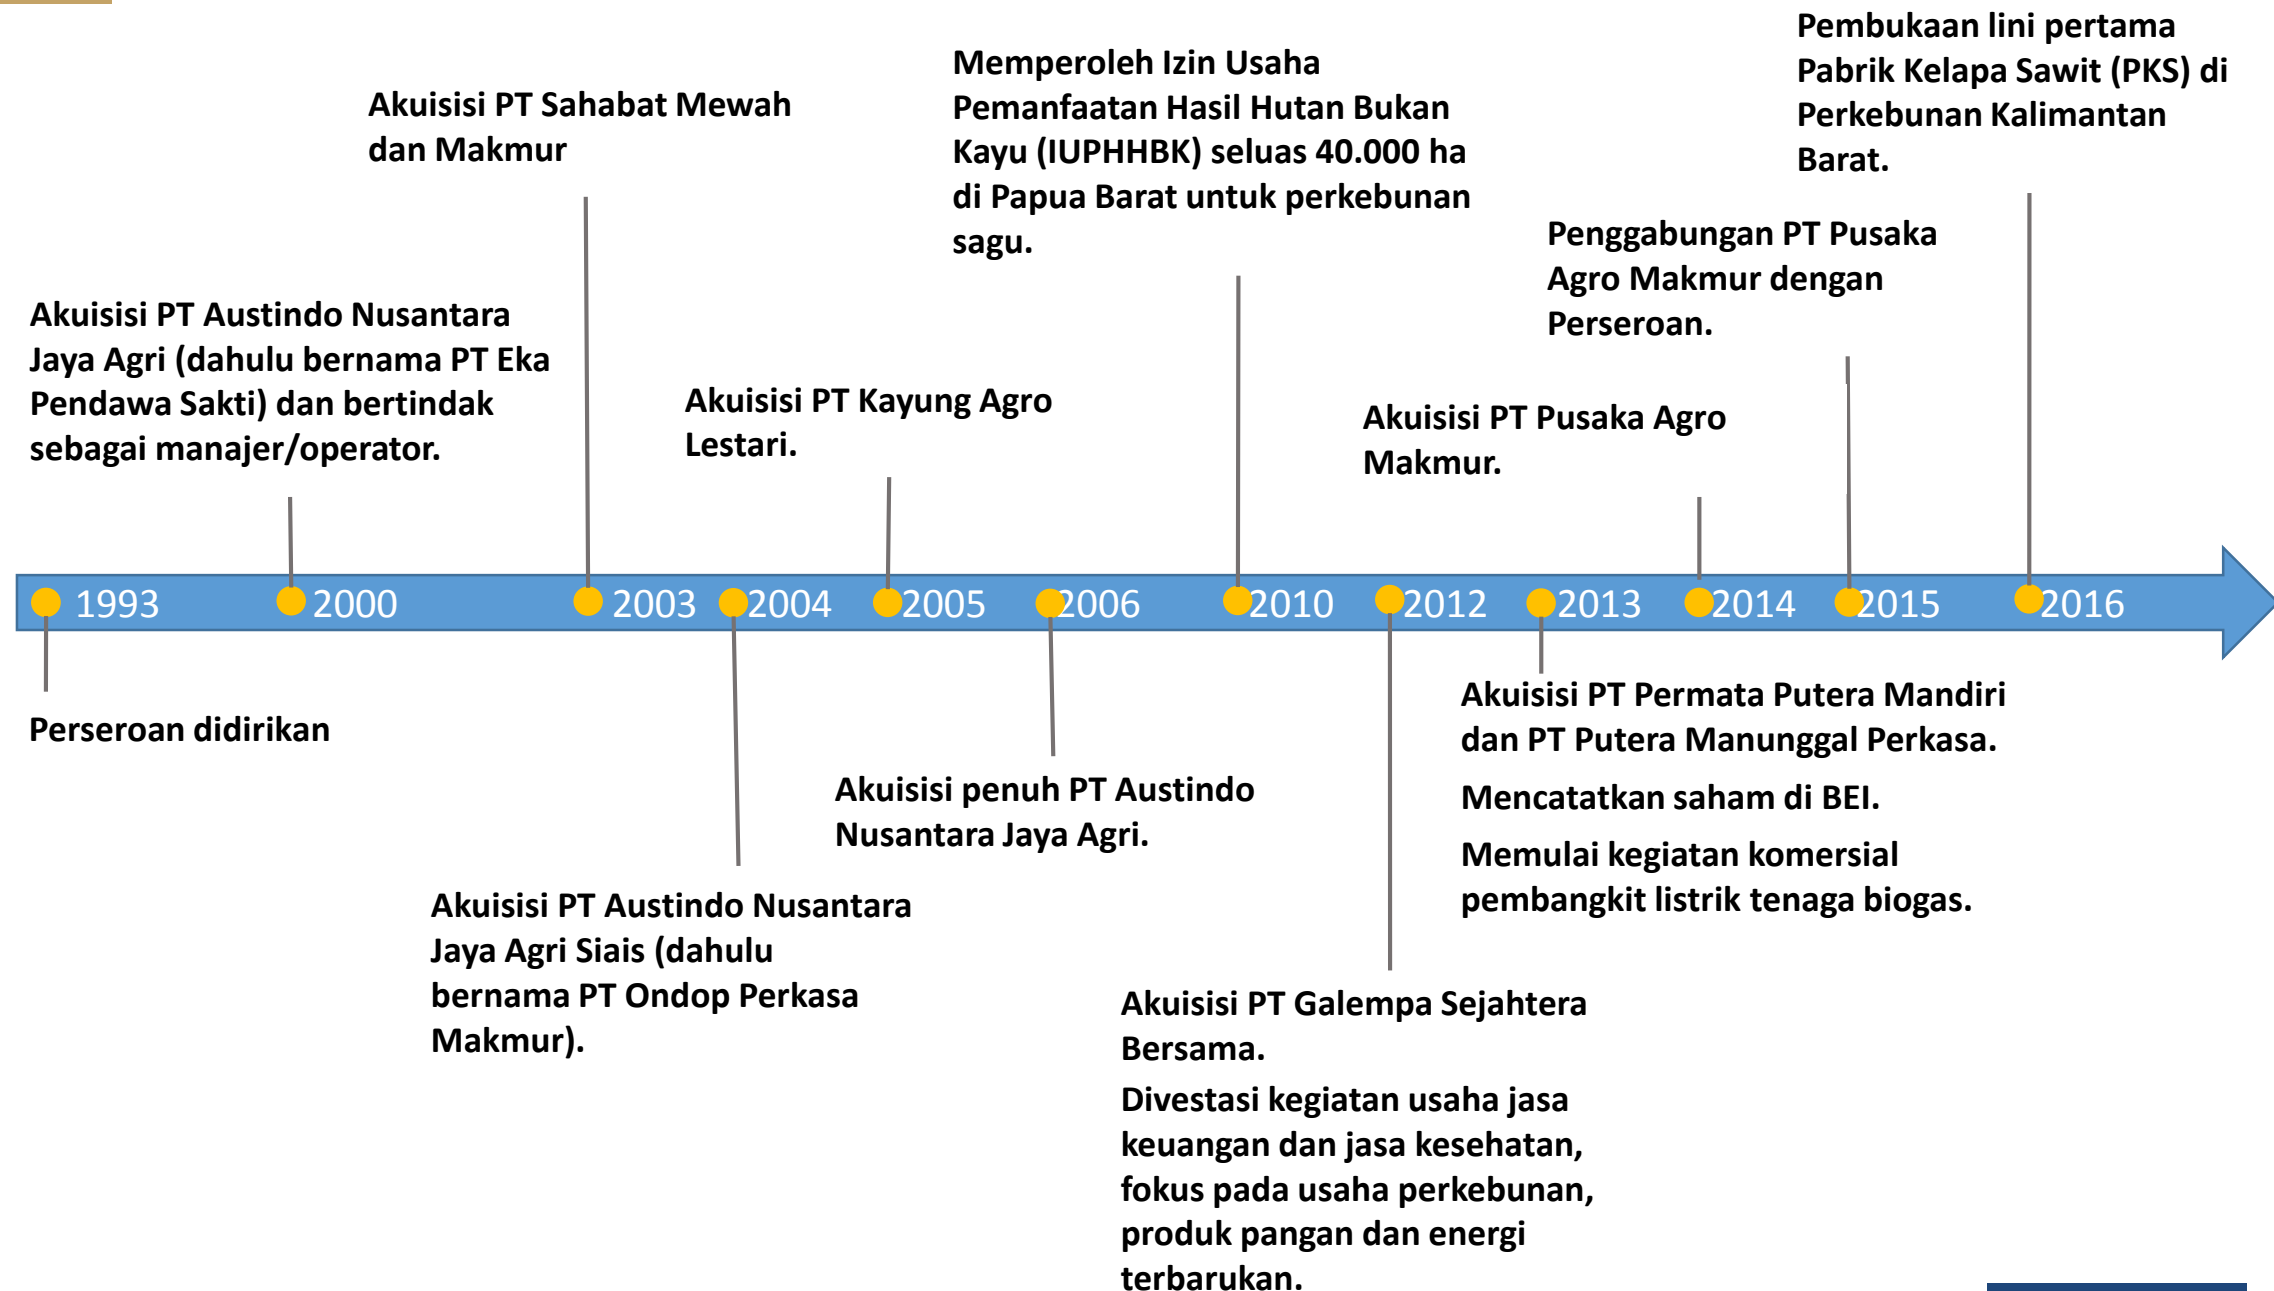 Pembukaan lini pertama
Pabrik Kelapa Sawit (PKS) di
Perkebunan Kalimantan
Barat.
Memperoleh Izin Usaha
Pemanfaatan Hasil Hutan Bukan
Kayu (IUPHHBK) seluas 40.000 ha
di Papua Barat untuk perkebunan
sagu.
Akuisisi PT Sahabat Mewah
dan Makmur
Penggabungan PT Pusaka
Agro Makmur dengan
Perseroan.
Akuisisi PT Austindo Nusantara
Jaya Agri (dahulu bernama PT Eka
Pendawa Sakti) dan bertindak
sebagai manajer/operator.
Akuisisi PT Kayung Agro
Lestari.
Akuisisi PT Pusaka Agro
Makmur.
1993 2000 2003 2004 2005 2006 2010 2012 2013 2014 2015 2016
Perseroan didirikan
Akuisisi PT Permata Putera Mandiri
dan PT Putera Manunggal Perkasa.
Mencatatkan saham di BEI.
Memulai kegiatan komersial
pembangkit listrik tenaga biogas.
Akuisisi penuh PT Austindo
Nusantara Jaya Agri.
Akuisisi PT Austindo Nusantara
Jaya Agri Siais (dahulu
bernama PT Ondop Perkasa
Makmur).
Akuisisi PT Galempa Sejahtera
Bersama.
Divestasi kegiatan usaha jasa
keuangan dan jasa kesehatan,
fokus pada usaha perkebunan,
produk pangan dan energi
terbarukan.